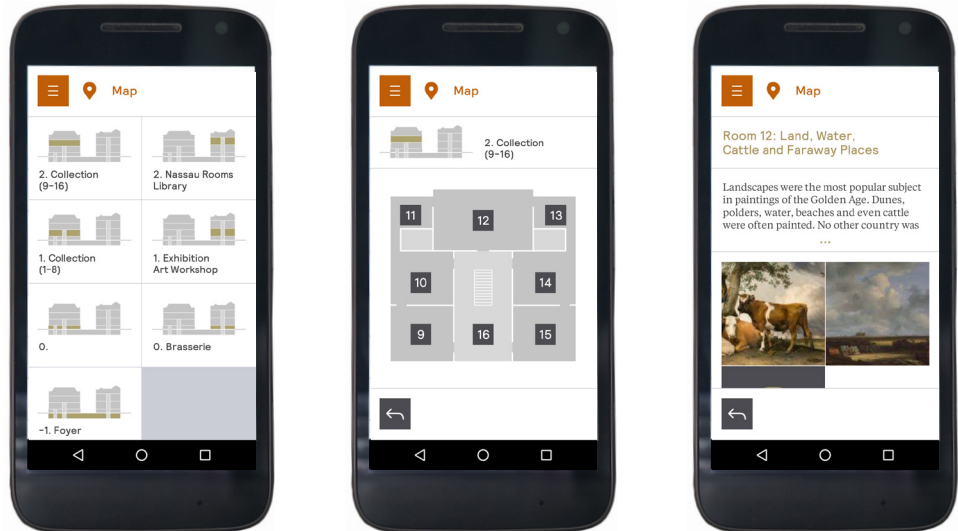 Map
2. Collection
(9-16)
2. Nassau Rooms
Library
1. Collection
(1-8)
1. Exhibition
Art Workshop
0.
0. Brasserie
-1. Foyer
Map
2. Collection
(9-16)
11
12
13
10
14
9
16
15
Map
Room 12: Land, Water,
Cattle and Faraway Places
Landscapes were the most popular subject
in paintings of the Golden Age. Dunes,
polders, water, beaches and even cattle
were often painted. No other country was
...